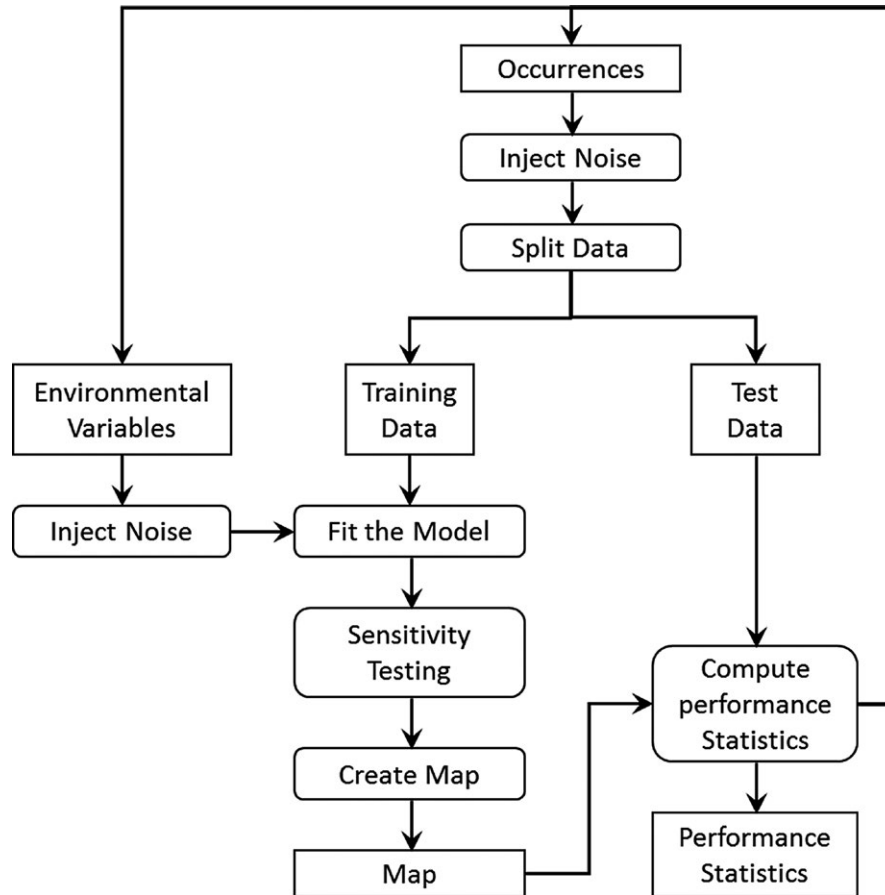 Occurrences
Inject Noise
Split Data
Environmental
Variables
Training
Data
Test
Data
Inject Noise
Fit the Model
Sensitivity
Testing
Compute
performance
Statistics
Create Map
Map
Performance
Statistics